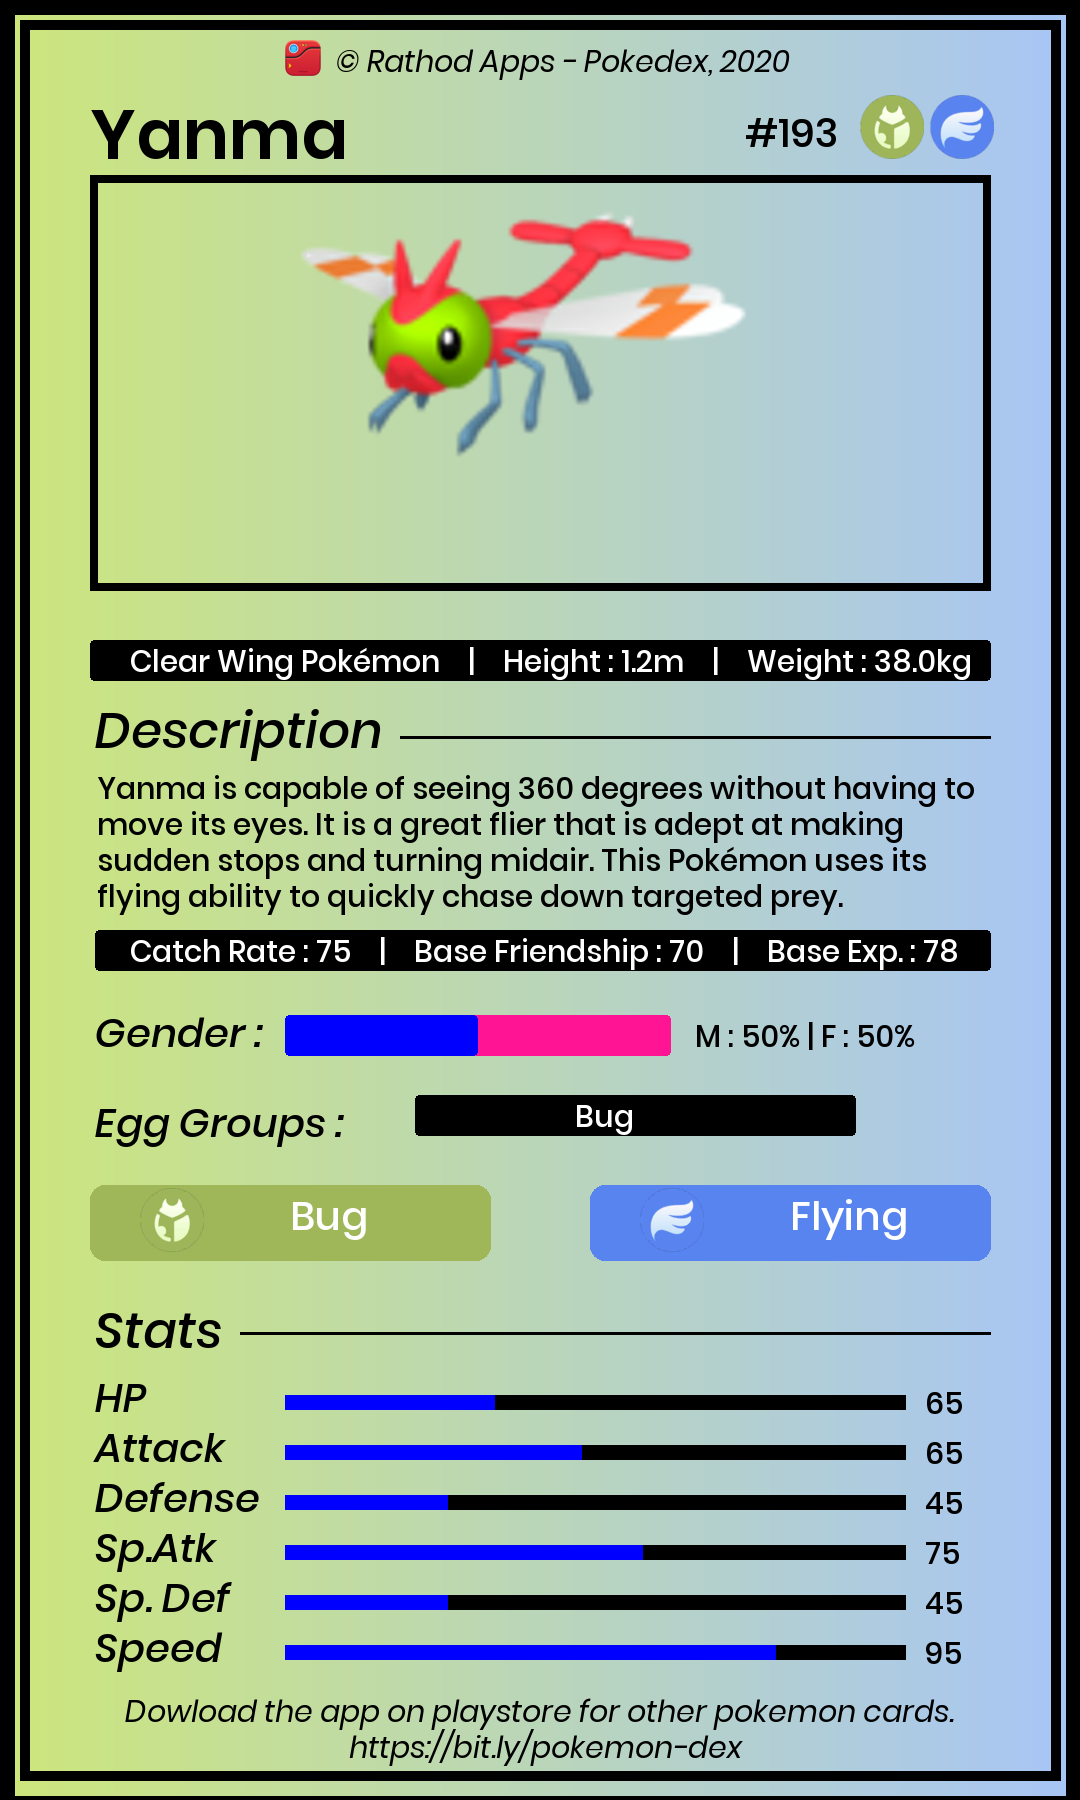 © Rathod Apps - Pokedex, 2020
Yanma #193
Clear Wing Pokémon | Height : 1.2m | Weight : 38.0kg
Description
Yanma is capable of seeing 360 degrees without having to
move its eyes. It is a great flier that is adept at making
sudden stops and turning midair. This Pokémon uses its
flying ability to quickly chase down targeted prey.
Catch Rate : 75 | Base Friendship : 70 | Base Exp. : 78
Gender : M : 50% | F : 50%
Egg Groups : Bug
Bug Flying
Stats
HP 65
Attack 65
Defense 45
Sp.Atk 75
Sp. Def 45
Speed 95
Dowload the app on playstore for other pokemon cards.
https://bit.ly/pokemon-dex